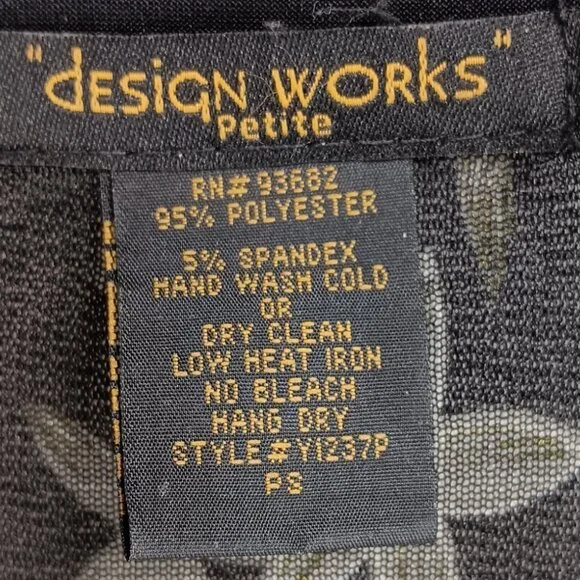 "design works"
Petite
RN# 93682
95% POLYESTER
5% SPANDEX
HAND WASH COLD
OR
DRY CLEAN
LOW HEAT IRON
NO BLEACH
HANG DRY
STYLE# Y1237P
PS